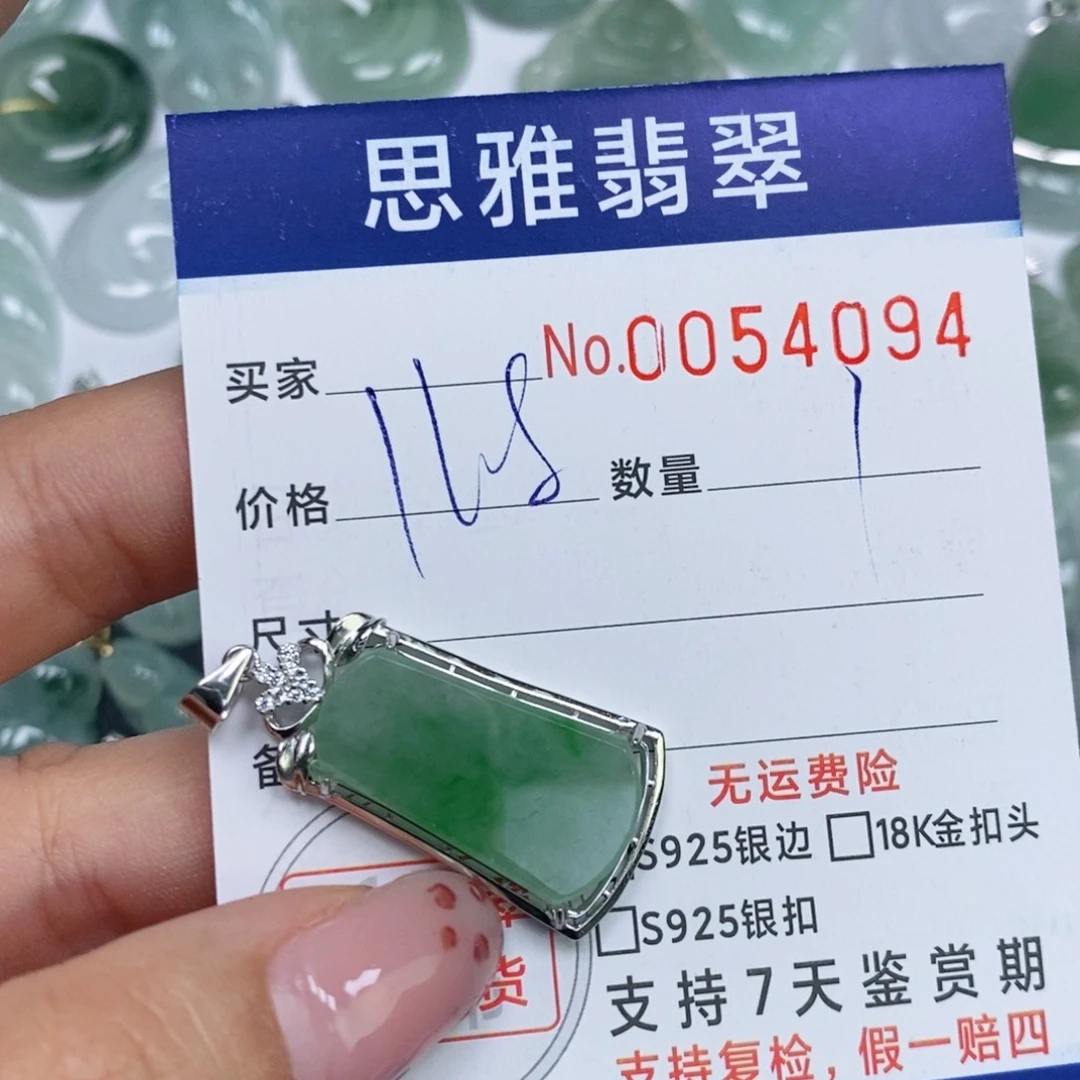 思雅翡翠
买家 No.0054094
价格 数量 1
尺寸
备
无运费险
S925银边 18K金扣头
S925银扣
货
支持7天鉴赏期
支持复检,假一赔四